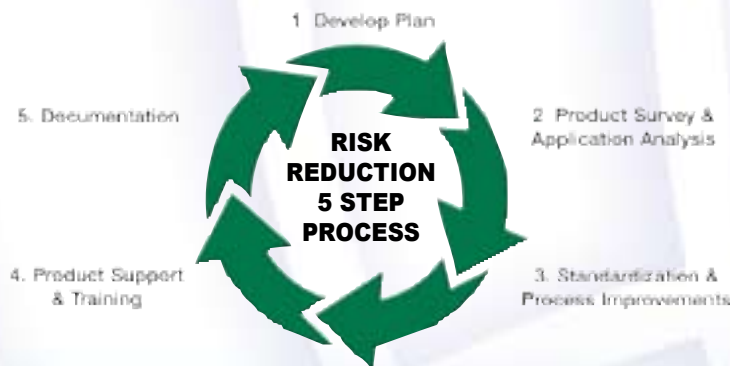 1 Develop Plan
2 Product Survey &
Application Analysis
3. Standardization &
Process Improvements
4. Product Support
& Training
5. Documentation
RISK
REDUCTION
5 STEP
PROCESS